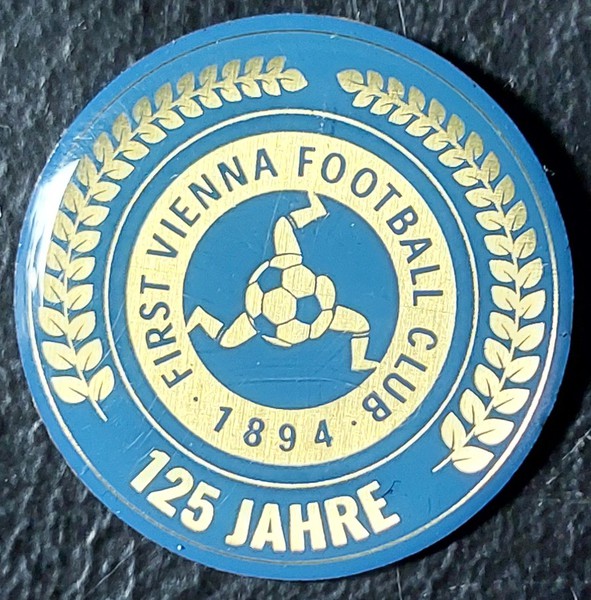 FIRST VIENNA FOOTBALL CLUB
· 1894 ·
125 JAHRE